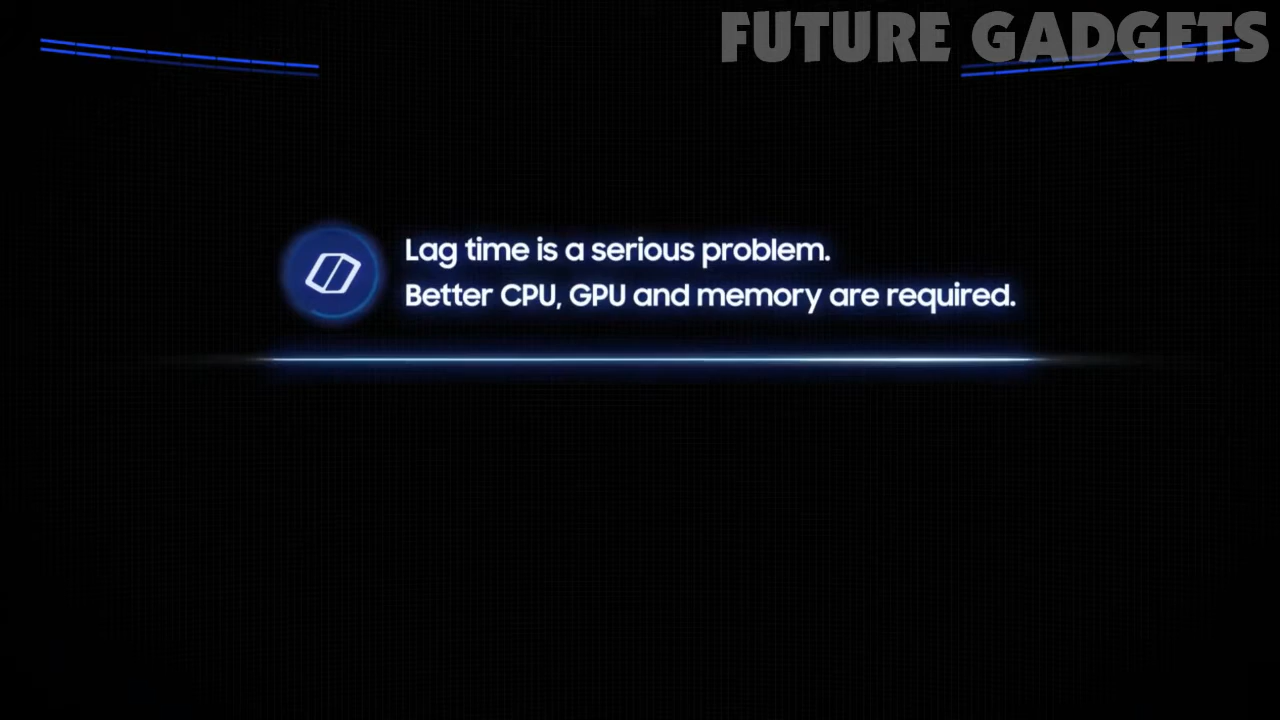 FUTURE GADGETS
Lag time is a serious problem.
Better CPU, GPU and memory are required.